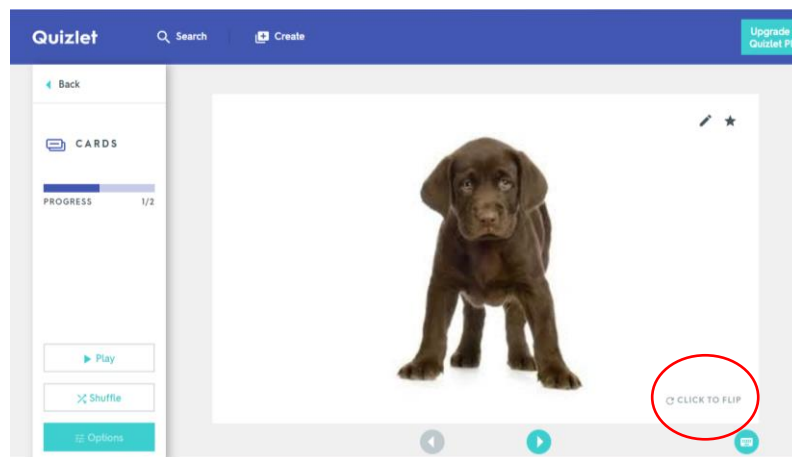 Quizlet
Search
Create
Upgrade
Back
CARDS
PROGRESS 1/2
Play
Shuffle
Options
CLICK TO FLIP